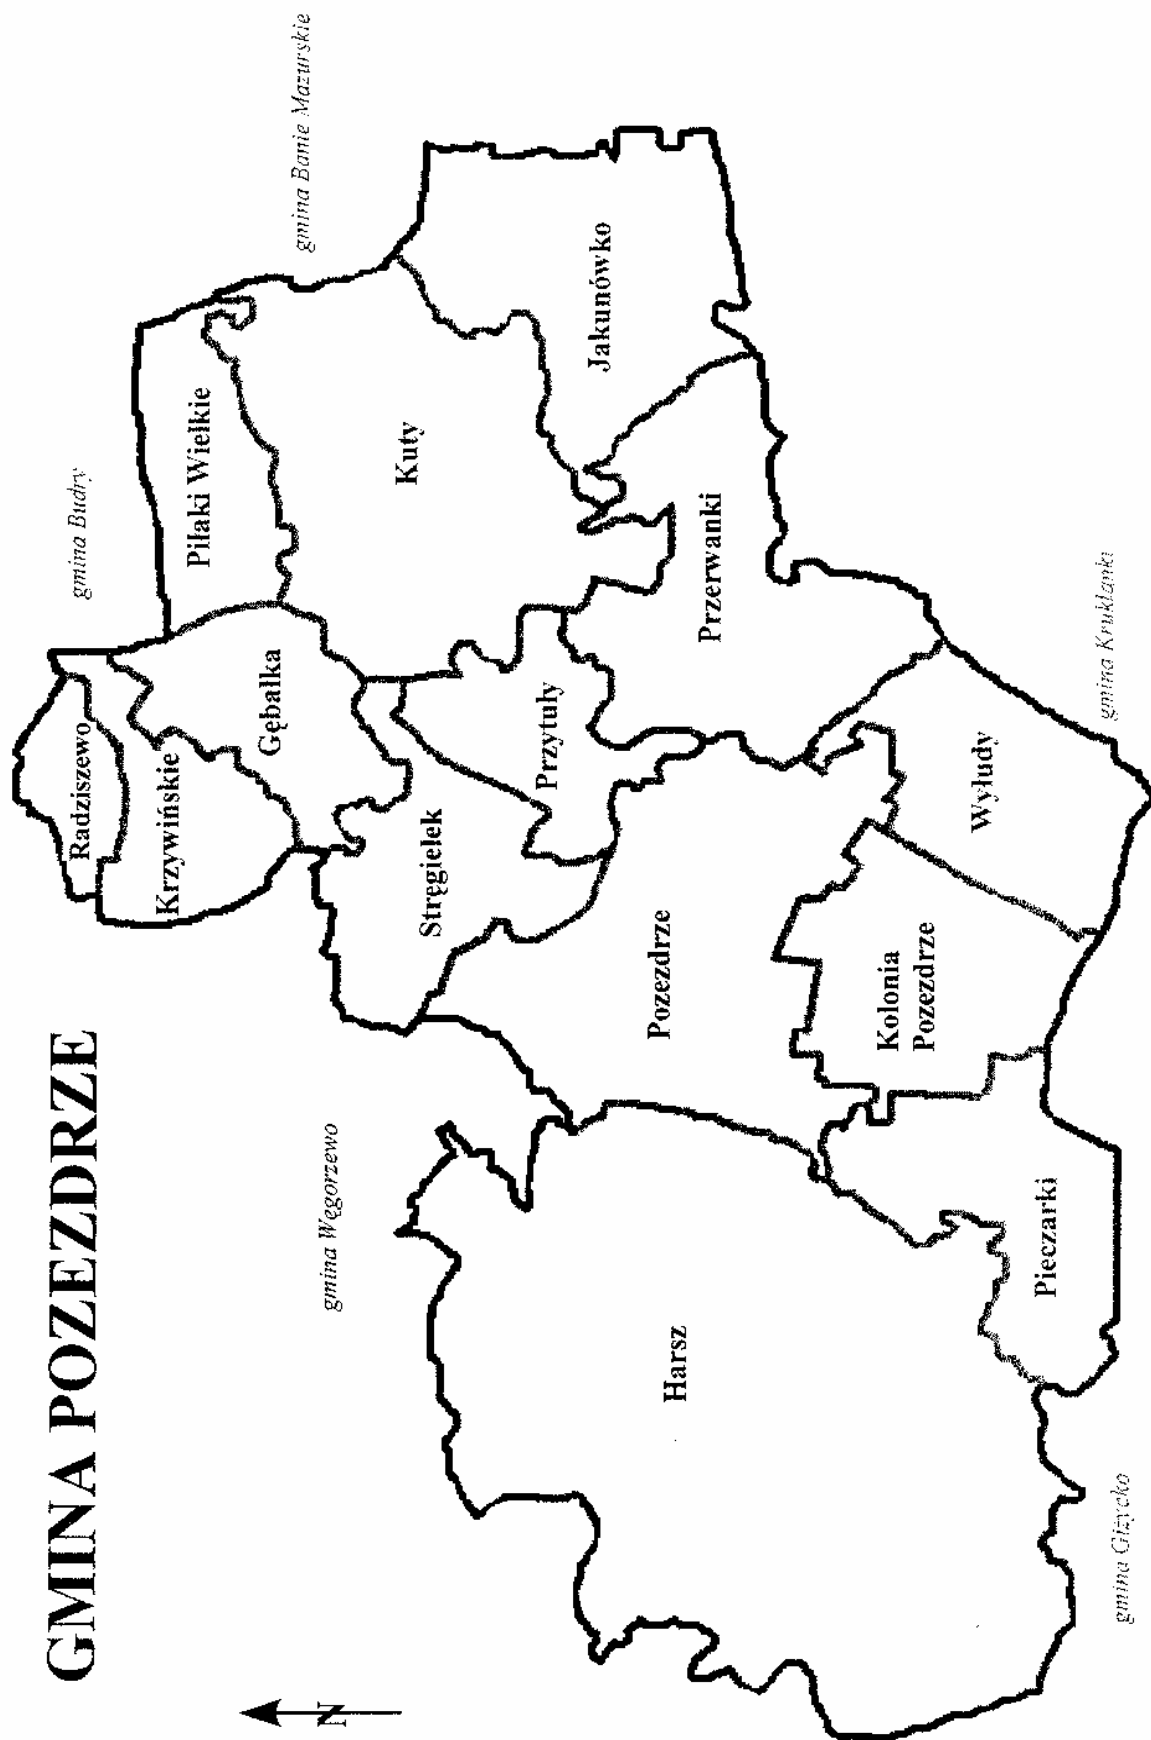 GMINA POZEZDRZE
N
gmina Węgorzewo
gmina Budry
gmina Banie Mazurskie
Radziszewo
Krzywińskie
Gębałka
Piłaki Wielkie
Stręgielek
Kuty
Przytuły
Jakunówko
Harsz
Pozezdrze
Przerwanki
Kolonia
Pozezdrze
Wyłudy
Pieczarki
gmina Giżycko
gmina Kruklanki